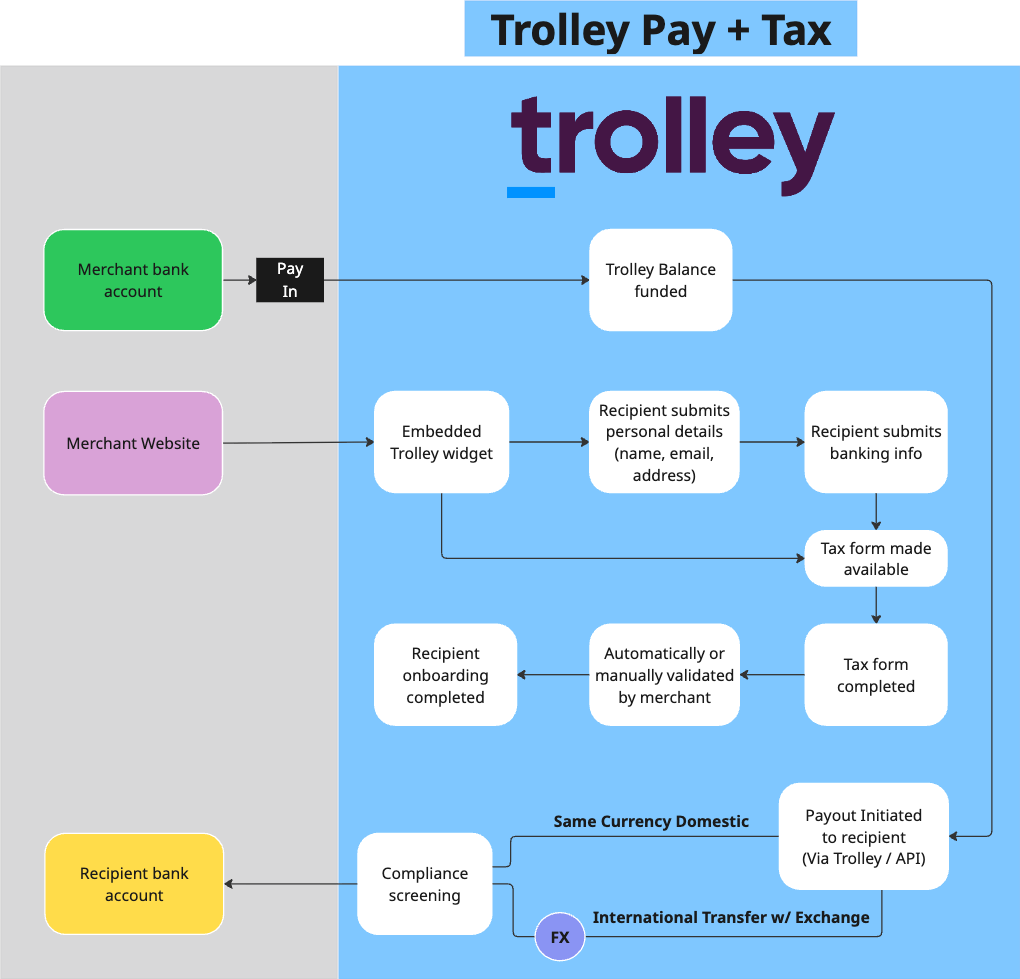 Trolley Pay + Tax
trolley
Merchant bank
account
Pay
In
Trolley Balance
funded
Merchant Website
Embedded
Trolley widget
Recipient submits
personal details
(name, email,
address)
Recipient submits
banking info
Tax form made
available
Recipient
onboarding
completed
Automatically or
manually validated
by merchant
Tax form
completed
Payout Initiated
to recipient
(Via Trolley / API)
Same Currency Domestic
Recipient bank
account
Compliance
screening
International Transfer w/ Exchange
FX